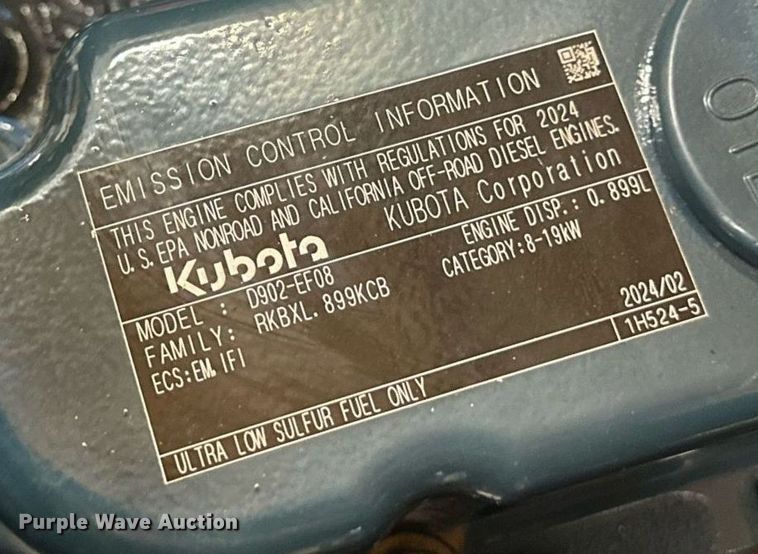 EMISSION CONTROL INFORMATION
THIS ENGINE COMPLIES WITH REGULATIONS FOR 2024
U.S. EPA NONROAD AND CALIFORNIA OFF-ROAD DIESEL ENGINES.
Kubota KUBOTA Corporation
MODEL : D902-EF08 ENGINE DISP.: 0.899L
FAMILY: RKBXL.899KCB CATEGORY:8-19kW
ECS:EM,IFI 2024/02
ULTRA LOW SULFUR FUEL ONLY 1H524-5
OIL
Purple Wave Auction